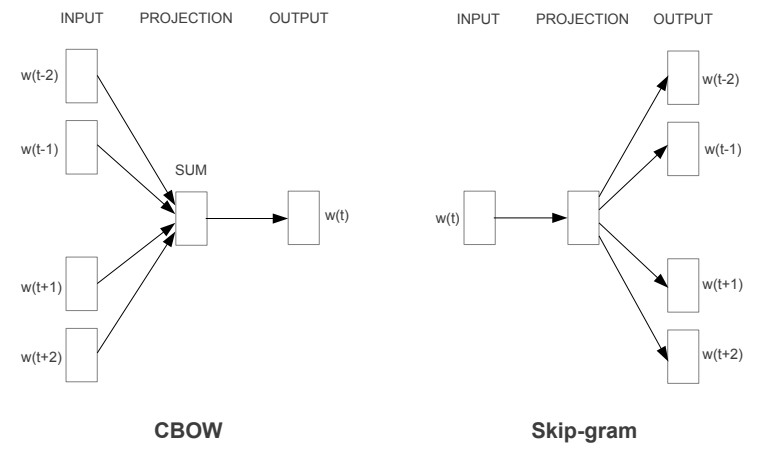 INPUT PROJECTION OUTPUT
w(t-2)
w(t-1)
SUM
w(t)
w(t+1)
w(t+2)
CBOW
INPUT PROJECTION OUTPUT
w(t-2)
w(t-1)
w(t)
w(t+1)
w(t+2)
Skip-gram